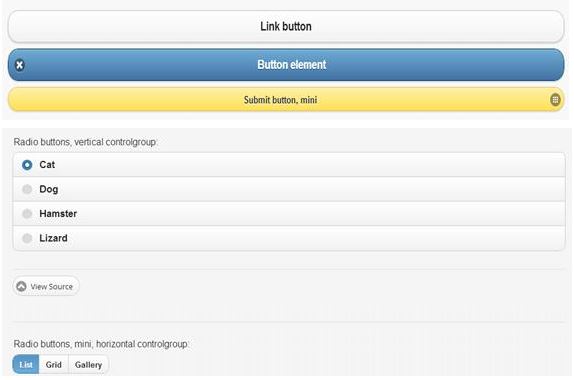 Link button
Button element
Submit button, mini
Radio buttons, vertical controlgroup:
Cat
Dog
Hamster
Lizard
View Source
Radio buttons, mini, horizontal controlgroup:
List Grid Gallery